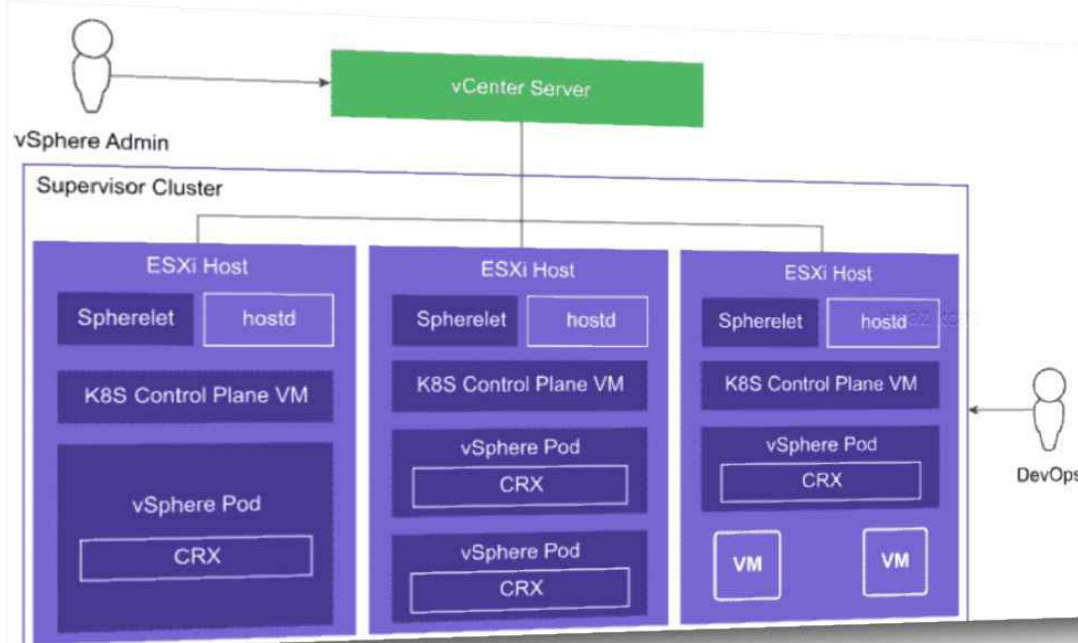 vCenter Server
vSphere Admin
Supervisor Cluster
ESXi Host
Spherelet
hostd
K8S Control Plane VM
vSphere Pod
CRX
ESXi Host
Spherelet
hostd
K8S Control Plane VM
vSphere Pod
CRX
vSphere Pod
CRX
ESXi Host
Spherelet
hostd
K8S Control Plane VM
vSphere Pod
CRX
VM
VM
DevOps